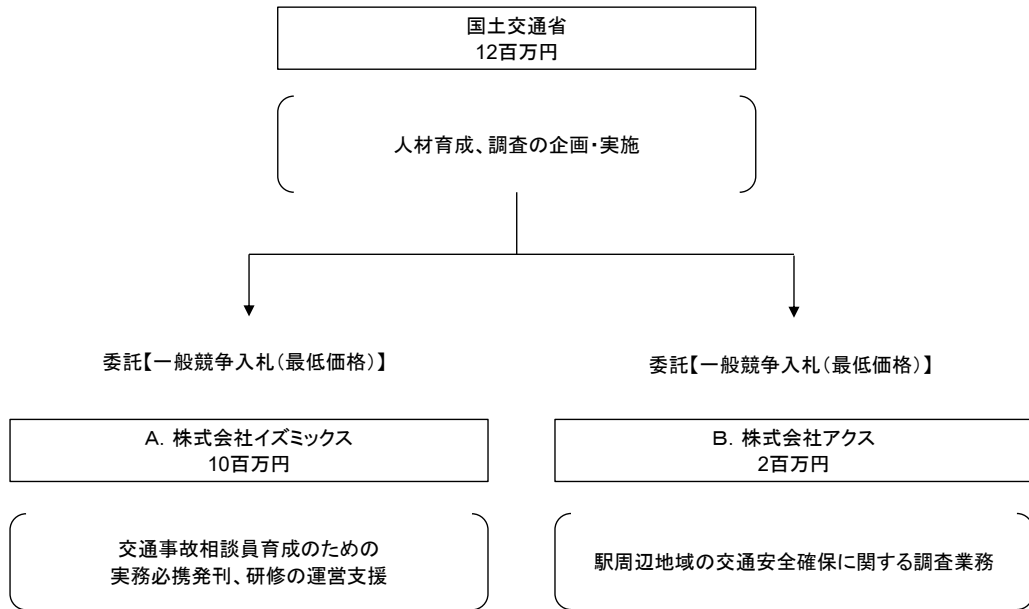 国土交通省
12百万円
人材育成、調査の企画・実施
委託【一般競争入札（最低価格）】
委託【一般競争入札（最低価格）】
A．株式会社イズミックス
10百万円
B．株式会社アクス
2百万円
交通事故相談員育成のための
実務必携発刊、研修の運営支援
駅周辺地域の交通安全確保に関する調査業務